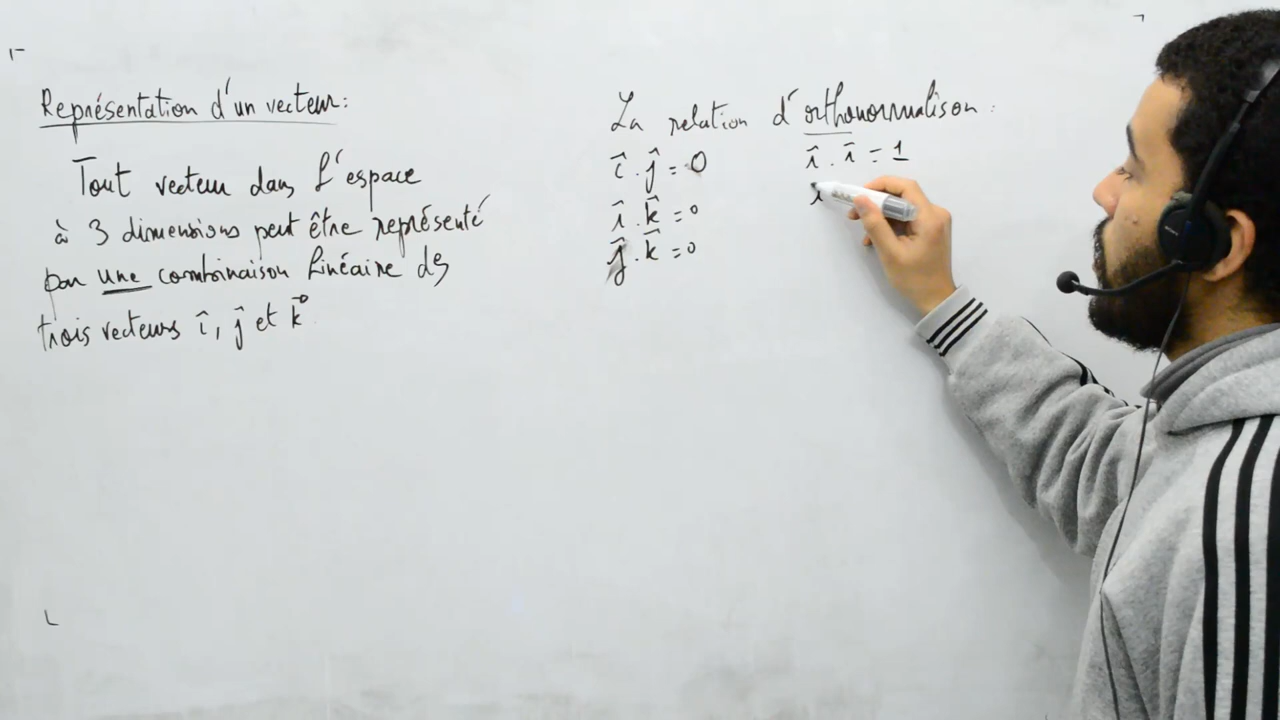 Représentation d'un vecteur:
Tout vecteur dans l'espace
à 3 dimensions peut être représenté
par une combinaison linéaire des
trois vecteurs î, ĵ et k⃗
La relation d'orthonormalison :
î . ĵ = 0
î . k̂ = 0
ĵ . k̂ = 0
î . î = 1
i